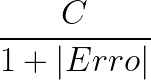 C
1 + |Erro|